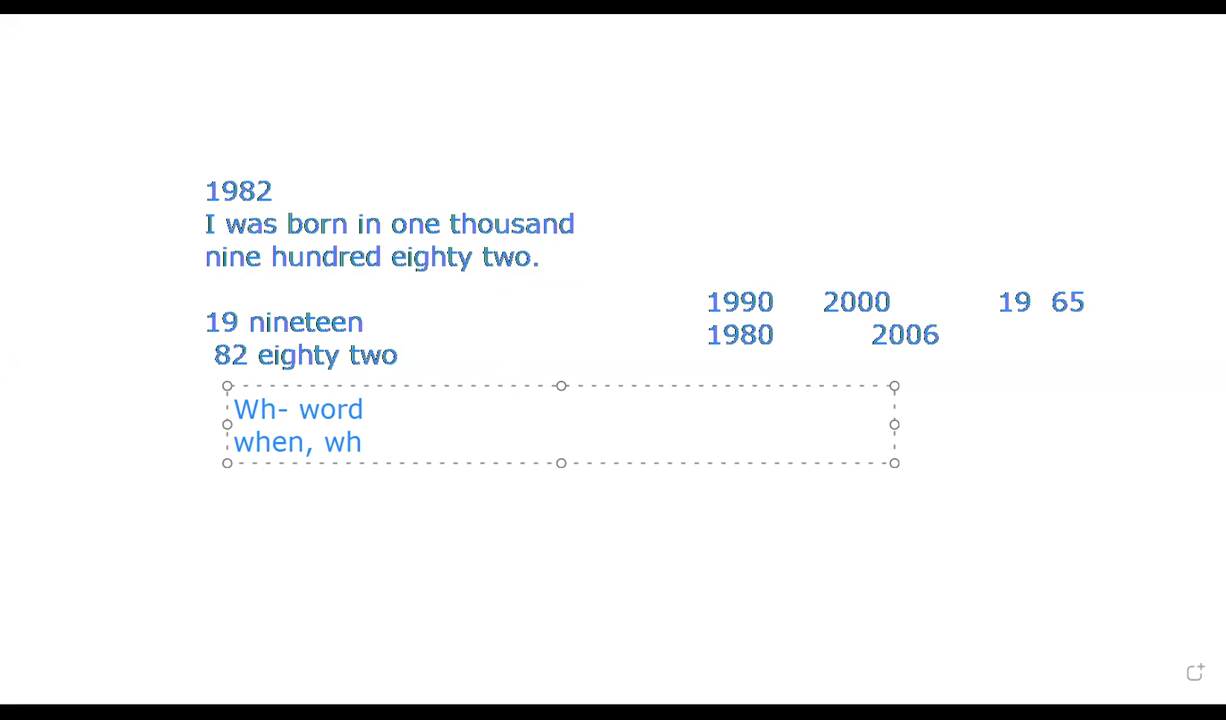 1982
I was born in one thousand
nine hundred eighty two.
1990 2000 19 65
19 nineteen
1980 2006
82 eighty two
Wh- word
when, wh